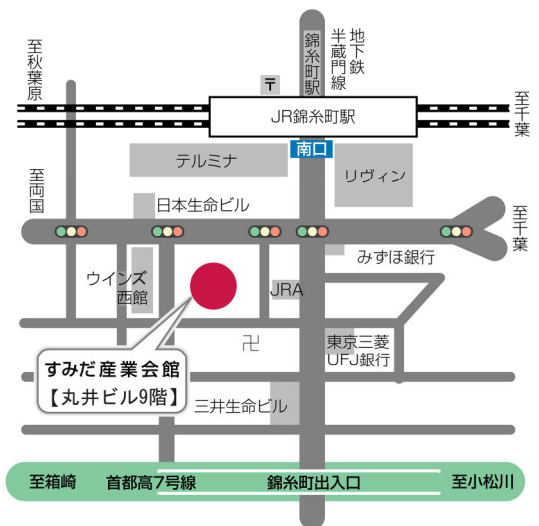 至秋葉原
錦糸町駅
地下鉄
半蔵門線
〒
至千葉
JR錦糸町駅
南口
テルミナ
リヴィン
至両国
日本生命ビル
至千葉
みずほ銀行
ウインズ
西館
JRA
卍
東京三菱
UFJ銀行
すみだ産業会館
【丸井ビル9階】
三井生命ビル
至箱崎
首都高7号線
錦糸町出入口
至小松川